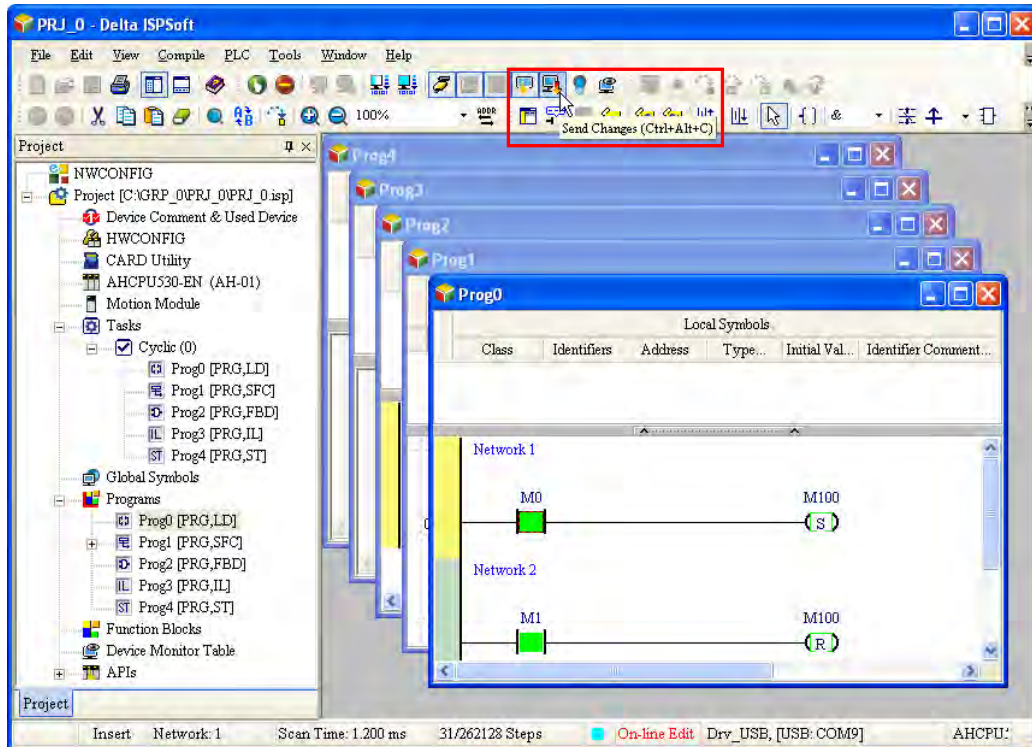 PRJ_0 - Delta ISPSoft
File Edit View Compile PLC Tools Window Help
100%
ADDR
&
Send Changes (Ctrl+Alt+C)
Project
NWCONFIG
Project [C:\GRP_0\PRJ_0\PRJ_0.isp]
Device Comment & Used Device
HWCONFIG
CARD Utility
AHCPU530-EN (AH-01)
Motion Module
Tasks
Cyclic (0)
Prog0 [PRG,LD]
Prog1 [PRG,SFC]
Prog2 [PRG,FBD]
IL Prog3 [PRG,IL]
ST Prog4 [PRG,ST]
Global Symbols
Programs
Prog0 [PRG,LD]
Prog1 [PRG,SFC]
Prog2 [PRG,FBD]
IL Prog3 [PRG,IL]
ST Prog4 [PRG,ST]
Function Blocks
Device Monitor Table
APIs
Project
Prog4
Prog3
Prog2
Prog1
Prog0
Local Symbols
Class Identifiers Address Type... Initial Val... Identifier Comment...
Network 1
M0 M100
S
Network 2
M1 M100
R
Insert Network: 1 Scan Time: 1.200 ms 31/262128 Steps On-line Edit Drv_USB, [USB: COM9] AHCPU